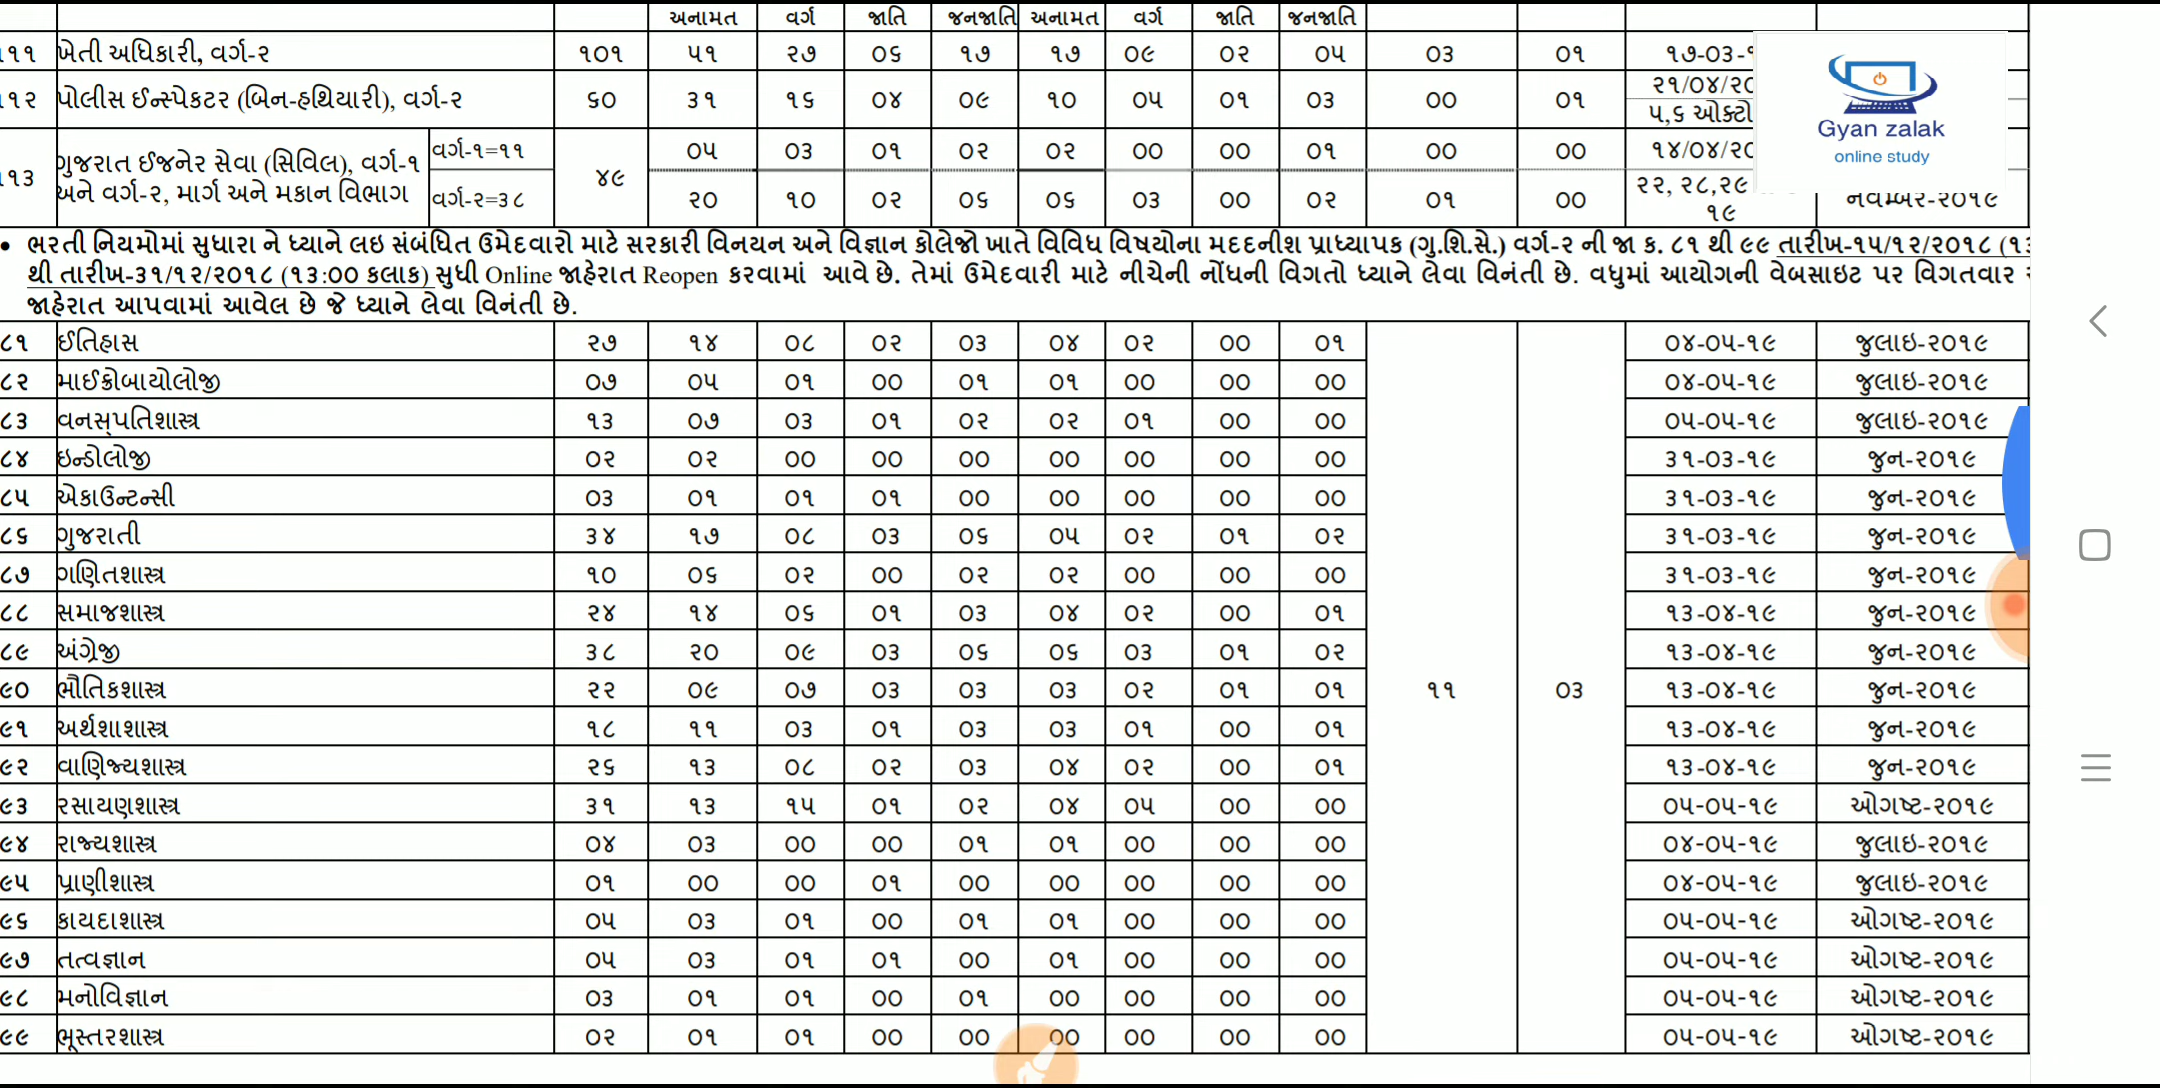 અનામત વર્ગ જાતિ જનજાતિ અનામત વર્ગ જાતિ જનજાતિ
૧૧૧ ખેતી અધિકારી, વર્ગ-૨ ૧૦૧ ૫૧ ૨૭ ૦૬ ૧૭ ૧૭ ૦૯ ૦૨ ૦૫ ૦૩ ૦૧ ૧૭-૦૩-૧
૧૧૨ પોલીસ ઈન્સ્પેકટર (બિન-હથિયારી), વર્ગ-૨ ૬૦ ૩૧ ૧૬ ૦૪ ૦૯ ૧૦ ૦૫ ૦૧ ૦૩ ૦૦ ૦૧ ૨૧/૦૪/૨૦
૫,૬ ઓક્ટો
૧૧૩ ગુજરાત ઈજનેર સેવા (સિવિલ), વર્ગ-૧ વર્ગ-૧=૧૧ ૪૯ ૦૫ ૦૩ ૦૧ ૦૨ ૦૨ ૦૦ ૦૦ ૦૧ ૦૦ ૦૦ ૧૪/૦૪/૨૦
અને વર્ગ-૨, માર્ગ અને મકાન વિભાગ વર્ગ-૨=૩૮ ૨૦ ૧૦ ૦૨ ૦૬ ૦૬ ૦૩ ૦૦ ૦૨ ૦૧ ૦૦ ૨૨, ૨૮,૨૯ નવેમ્બર-૨૦૧૯
૧૯
Gyan zalak
online study
• ભરતી નિયમોમાં સુધારા ને ધ્યાને લઇ સંબંધિત ઉમેદવારો માટે સરકારી વિનયન અને વિજ્ઞાન કોલેજો ખાતે વિવિધ વિષયોના મદદનીશ પ્રાધ્યાપક (ગુ.શિ.સે.) વર્ગ-૨ ની જા ક. ૮૧ થી ૯૯ તારીખ-૧૫/૧૨/૨૦૧૮ (૧૩
થી તારીખ-૩૧/૧૨/૨૦૧૮ (૧૩:૦૦ કલાક) સુધી Online જાહેરાત Reopen કરવામાં આવે છે. તેમાં ઉમેદવારી માટે નીચેની નોંધની વિગતો ધ્યાને લેવા વિનંતી છે. વધુમાં આયોગની વેબસાઇટ પર વિગતવાર
જાહેરાત આપવામાં આવેલ છે જે ધ્યાને લેવા વિનંતી છે.
૮૧ ઈતિહાસ ૨૭ ૧૪ ૦૮ ૦૨ ૦૩ ૦૪ ૦૨ ૦૦ ૦૧ ૦૪-૦૫-૧૯ જુલાઇ-૨૦૧૯
૮૨ માઈક્રોબાયોલોજી ૦૭ ૦૫ ૦૧ ૦૦ ૦૧ ૦૧ ૦૦ ૦૦ ૦૦ ૦૪-૦૫-૧૯ જુલાઇ-૨૦૧૯
૮૩ વનસ્પતિશાસ્ત્ર ૧૩ ૦૭ ૦૩ ૦૧ ૦૨ ૦૨ ૦૧ ૦૦ ૦૦ ૦૫-૦૫-૧૯ જુલાઇ-૨૦૧૯
૮૪ ઇન્ડોલોજી ૦૨ ૦૨ ૦૦ ૦૦ ૦૦ ૦૦ ૦૦ ૦૦ ૦૦ ૩૧-૦૩-૧૯ જુન-૨૦૧૯
૮૫ એકાઉન્ટન્સી ૦૩ ૦૧ ૦૧ ૦૧ ૦૦ ૦૦ ૦૦ ૦૦ ૦૦ ૩૧-૦૩-૧૯ જુન-૨૦૧૯
૮૬ ગુજરાતી ૩૪ ૧૭ ૦૮ ૦૩ ૦૬ ૦૫ ૦૨ ૦૧ ૦૨ ૩૧-૦૩-૧૯ જુન-૨૦૧૯
૮૭ ગણિતશાસ્ત્ર ૧૦ ૦૬ ૦૨ ૦૦ ૦૨ ૦૨ ૦૦ ૦૦ ૦૦ ૩૧-૦૩-૧૯ જુન-૨૦૧૯
૮૮ સમાજશાસ્ત્ર ૨૪ ૧૪ ૦૬ ૦૧ ૦૩ ૦૪ ૦૨ ૦૦ ૦૧ ૧૩-૦૪-૧૯ જુન-૨૦૧૯
૮૯ અંગ્રેજી ૩૮ ૨૦ ૦૯ ૦૩ ૦૬ ૦૬ ૦૩ ૦૧ ૦૨ ૧૩-૦૪-૧૯ જુન-૨૦૧૯
૯૦ ભૌતિકશાસ્ત્ર ૨૨ ૦૯ ૦૭ ૦૩ ૦૩ ૦૩ ૦૨ ૦૧ ૦૧ ૧૧ ૦૩ ૧૩-૦૪-૧૯ જુન-૨૦૧૯
૯૧ અર્થશાશાસ્ત્ર ૧૮ ૧૧ ૦૩ ૦૧ ૦૩ ૦૩ ૦૧ ૦૦ ૦૧ ૧૩-૦૪-૧૯ જુન-૨૦૧૯
૯૨ વાણિજ્યશાસ્ત્ર ૨૬ ૧૩ ૦૮ ૦૨ ૦૩ ૦૪ ૦૨ ૦૦ ૦૧ ૧૩-૦૪-૧૯ જુન-૨૦૧૯
૯૩ રસાયણશાસ્ત્ર ૩૧ ૧૩ ૧૫ ૦૧ ૦૨ ૦૪ ૦૫ ૦૦ ૦૦ ૦૫-૦૫-૧૯ ઓગષ્ટ-૨૦૧૯
૯૪ રાજ્યશાસ્ત્ર ૦૪ ૦૩ ૦૦ ૦૦ ૦૧ ૦૧ ૦૦ ૦૦ ૦૦ ૦૪-૦૫-૧૯ જુલાઇ-૨૦૧૯
૯૫ પ્રાણીશાસ્ત્ર ૦૧ ૦૦ ૦૦ ૦૧ ૦૦ ૦૦ ૦૦ ૦૦ ૦૦ ૦૪-૦૫-૧૯ જુલાઇ-૨૦૧૯
૯૬ કાયદાશાસ્ત્ર ૦૫ ૦૩ ૦૧ ૦૦ ૦૧ ૦૧ ૦૦ ૦૦ ૦૦ ૦૫-૦૫-૧૯ ઓગષ્ટ-૨૦૧૯
૯૭ તત્વજ્ઞાન ૦૫ ૦૩ ૦૧ ૦૧ ૦૦ ૦૧ ૦૦ ૦૦ ૦૦ ૦૫-૦૫-૧૯ ઓગષ્ટ-૨૦૧૯
૯૮ મનોવિજ્ઞાન ૦૩ ૦૧ ૦૧ ૦૦ ૦૧ ૦૦ ૦૦ ૦૦ ૦૦ ૦૫-૦૫-૧૯ ઓગષ્ટ-૨૦૧૯
૯૯ ભૂસ્તરશાસ્ત્ર ૦૨ ૦૧ ૦૧ ૦૦ ૦૦ ૦૦ ૦૦ ૦૦ ૦૦ ૦૫-૦૫-૧૯ ઓગષ્ટ-૨૦૧૯